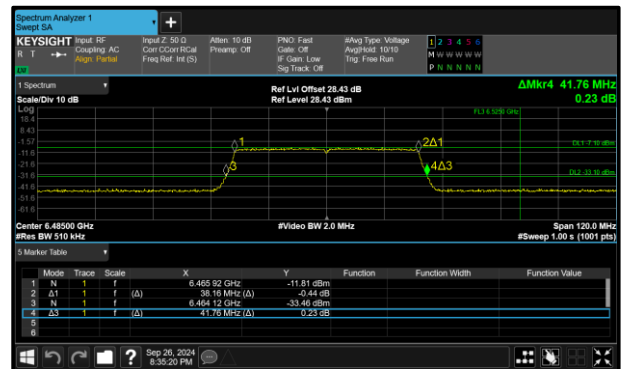 Spectrum Analyzer 1
Swept SA
+
KEYSIGHT Input: RF Input Z: 50 Ω Atten: 10 dB PNO: Fast #Avg Type: Voltage 1 2 3 4 5 6
R T Coupling: AC Corr CCorr RCal Preamp: Off Gate: Off Avg|Hold: 10/10 M W W W W W
Align: Partial Freq Ref: Int (S) IF Gain: Low Trig: Free Run
Sig Track: Off P N N N N N
1 Spectrum ΔMkr4 41.76 MHz
Ref Lvl Offset 28.43 dB
Scale/Div 10 dB Ref Level 28.43 dBm 0.23 dB
Log
18.4
8.43
-1.57
-11.6
-21.6
-31.6
-41.6
-51.6
-61.6
FL1 6.5250 GHz
1 2Δ1
DL1 -7.10 dBm
3 4Δ3
DL2 -33.10 dBm
Center 6.48500 GHz #Video BW 2.0 MHz Span 120.0 MHz
#Res BW 510 kHz #Sweep 1.00 s (1001 pts)
5 Marker Table
Mode Trace Scale X Y Function Function Width Function Value
1 N 1 f 6.465 92 GHz -11.81 dBm
2 Δ1 1 f (Δ) 38.16 MHz (Δ) -0.44 dB
3 N 1 f 6.464 12 GHz -33.46 dBm
4 Δ3 1 f (Δ) 41.76 MHz (Δ) 0.23 dB
5
6
? Sep 26, 2024
8:35:20 PM